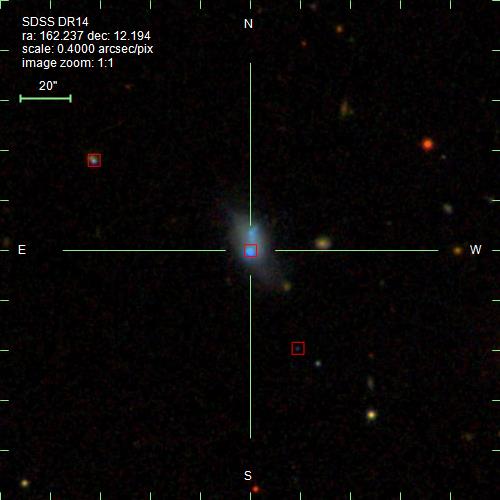 SDSS DR14
ra: 162.237 dec: 12.194
scale: 0.4000 arcsec/pix
image zoom: 1:1
20"
N
E
W
S